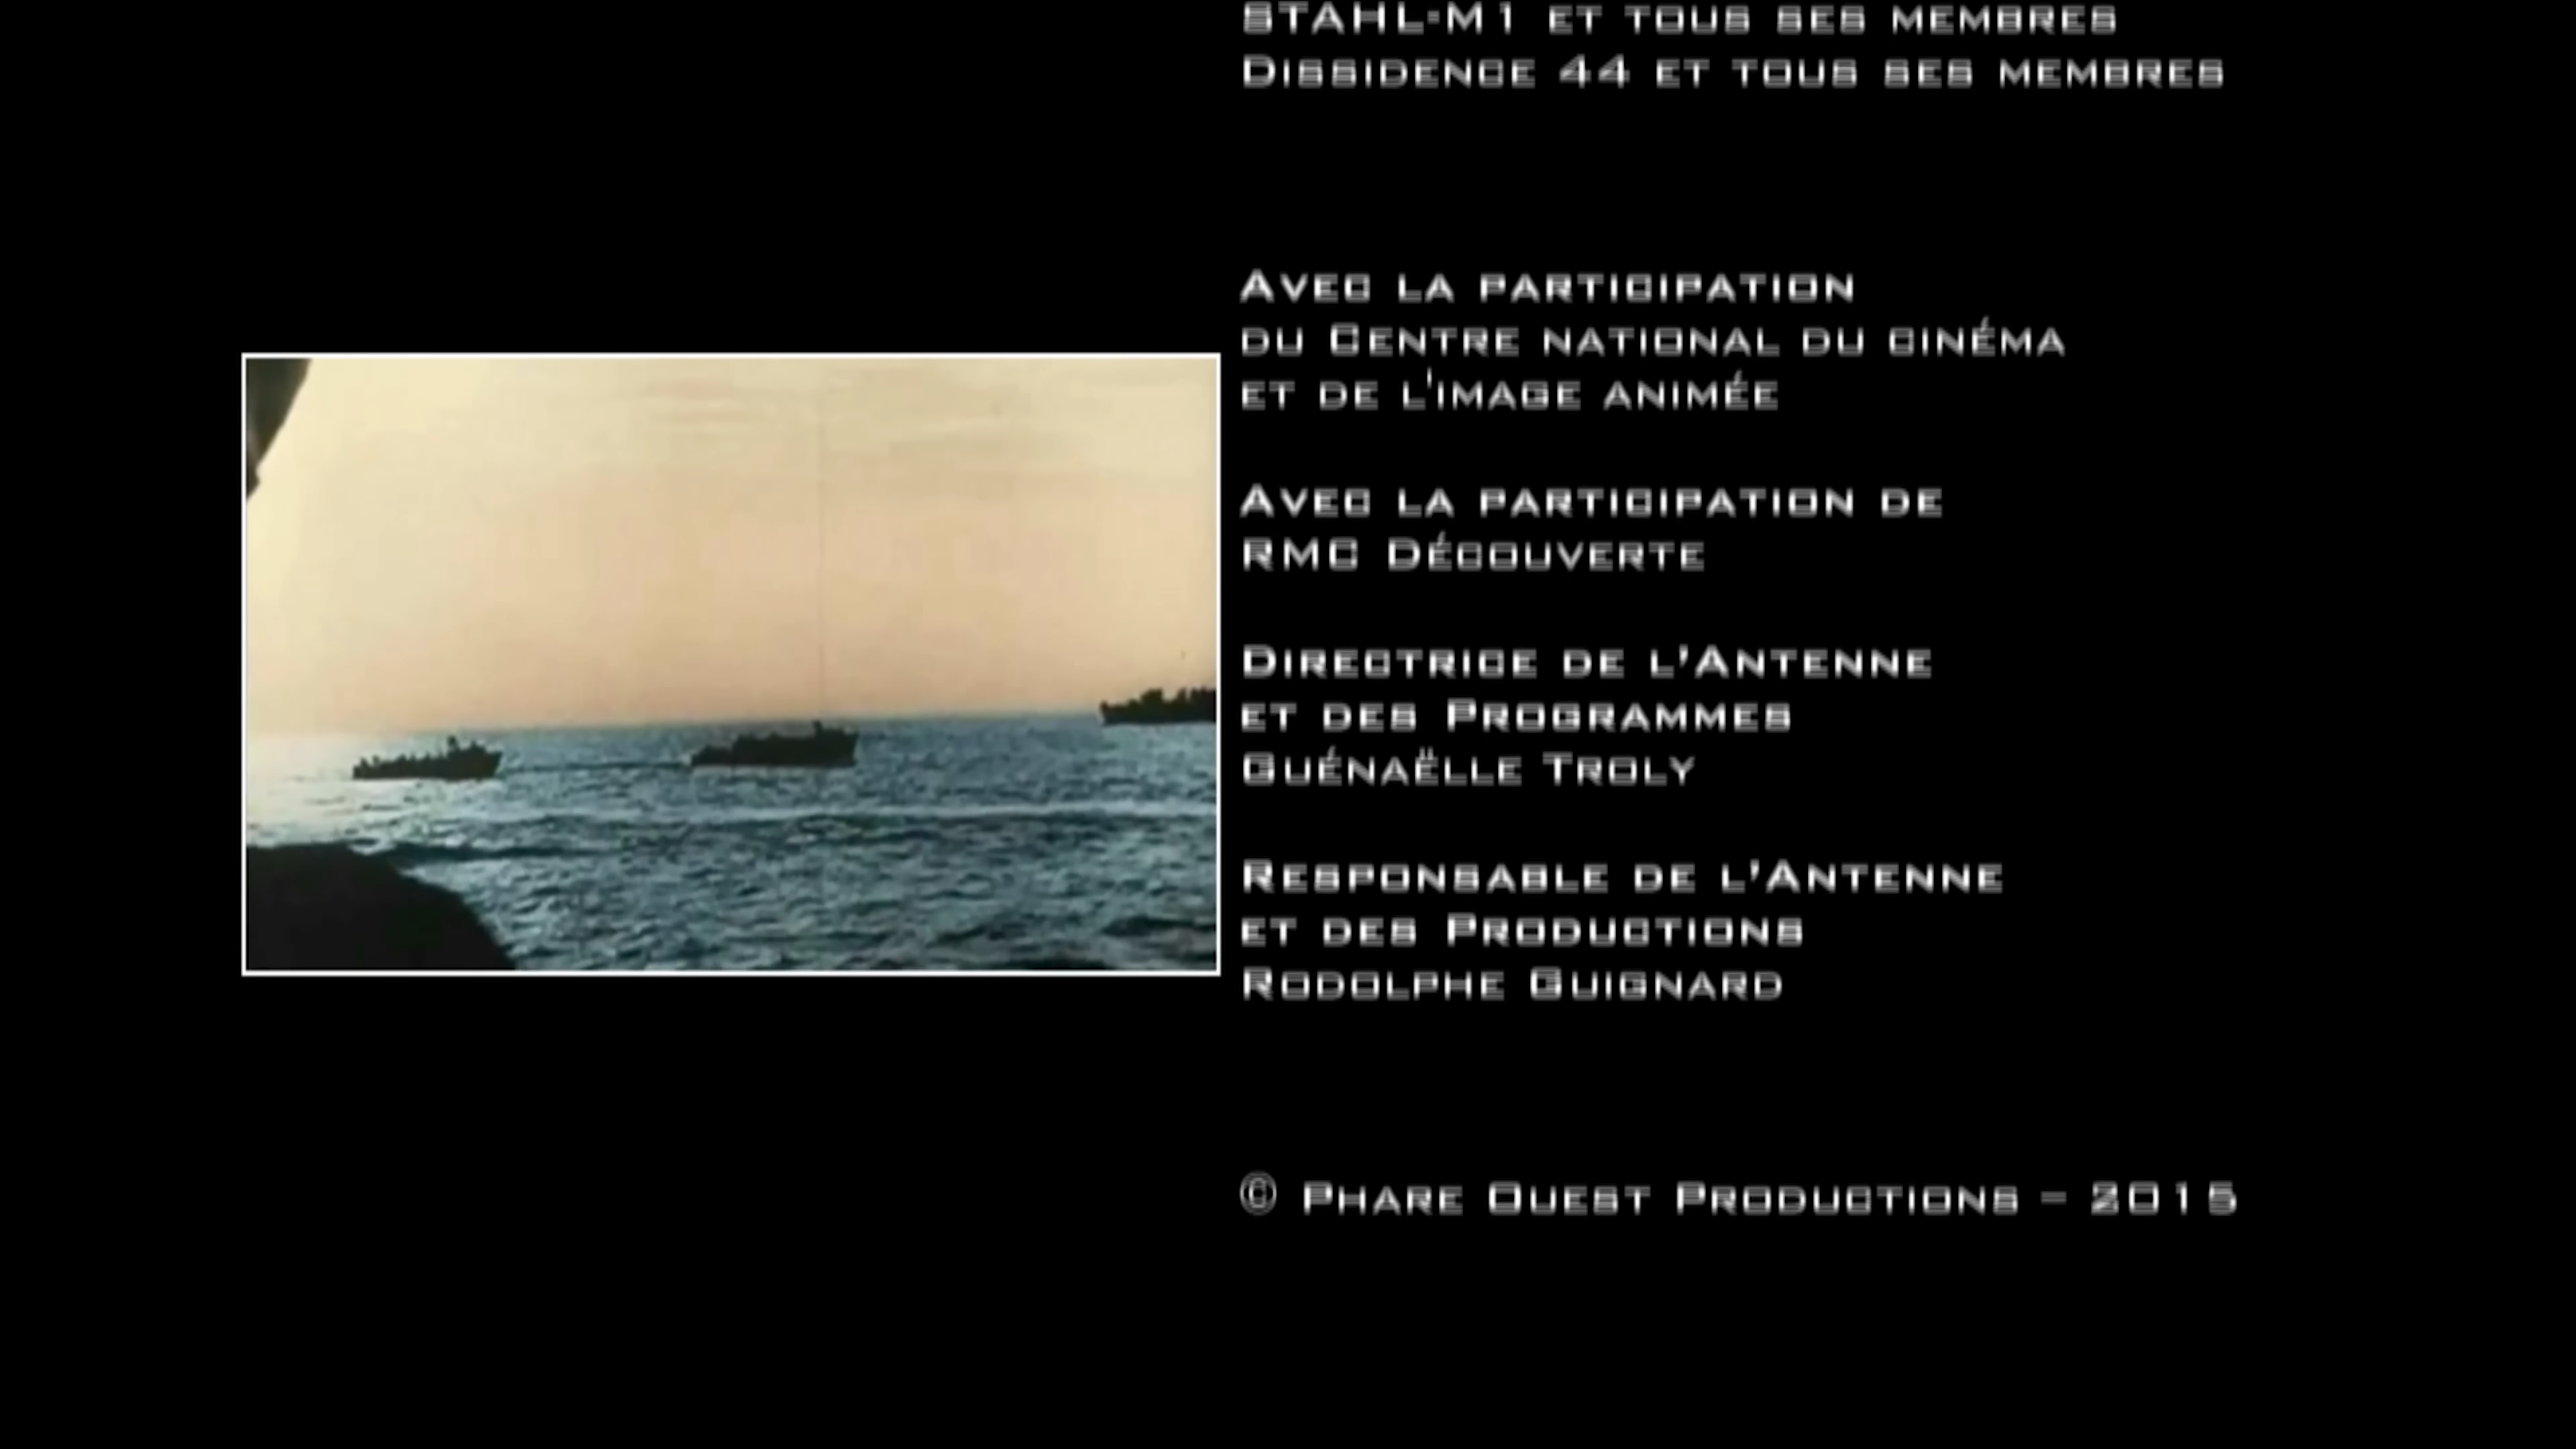 STAHL-M1 ET TOUS SES MEMBRES
DISSIDENCE 44 ET TOUS SES MEMBRES
AVEC LA PARTICIPATION
DU CENTRE NATIONAL DU CINÉMA
ET DE L'IMAGE ANIMÉE
AVEC LA PARTICIPATION DE
RMC DÉCOUVERTE
DIRECTRICE DE L'ANTENNE
ET DES PROGRAMMES
GUÉNAËLLE TROLY
RESPONSABLE DE L'ANTENNE
ET DES PRODUCTIONS
RODOLPHE GUIGNARD
© PHARE OUEST PRODUCTIONS – 2015